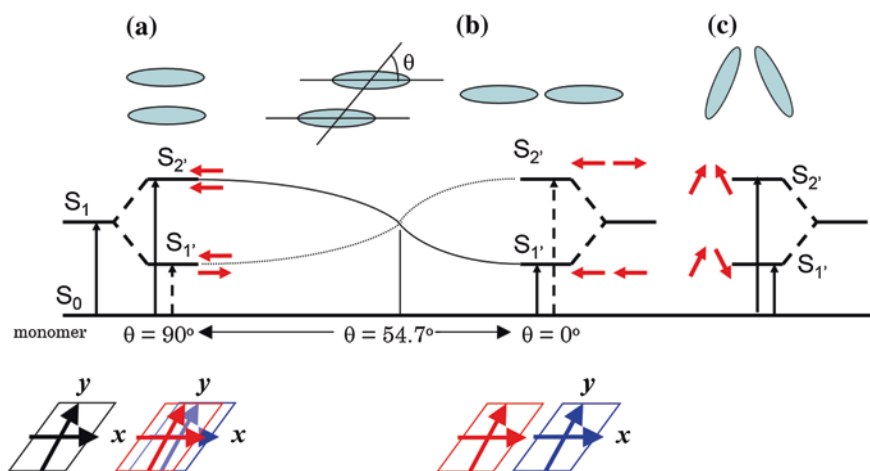 (a)
(b)
(c)
θ
S2'
S2'
S2'
S1
S1'
S1'
S1'
S0
monomer
θ = 90°
θ = 54.7°
θ = 0°
y
x
y
x
y
x